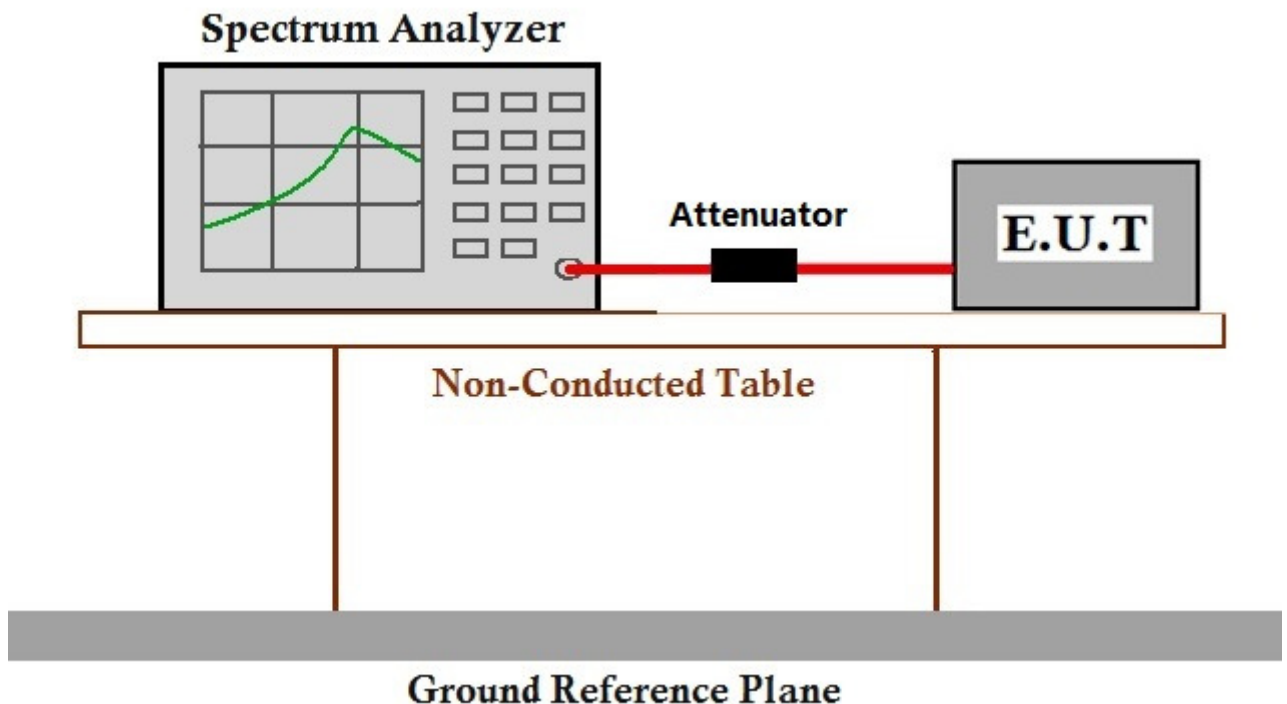 Spectrum Analyzer
Attenuator
E.U.T
Non-Conducted Table
Ground Reference Plane